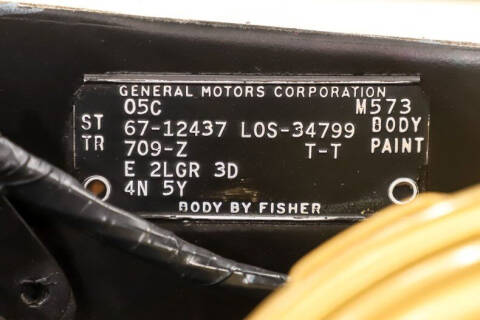 GENERAL MOTORS CORPORATION
05C M573
ST 67-12437 LOS-34799 BODY
TR 709-Z T-T PAINT
E 2LGR 3D
4N 5Y
BODY BY FISHER